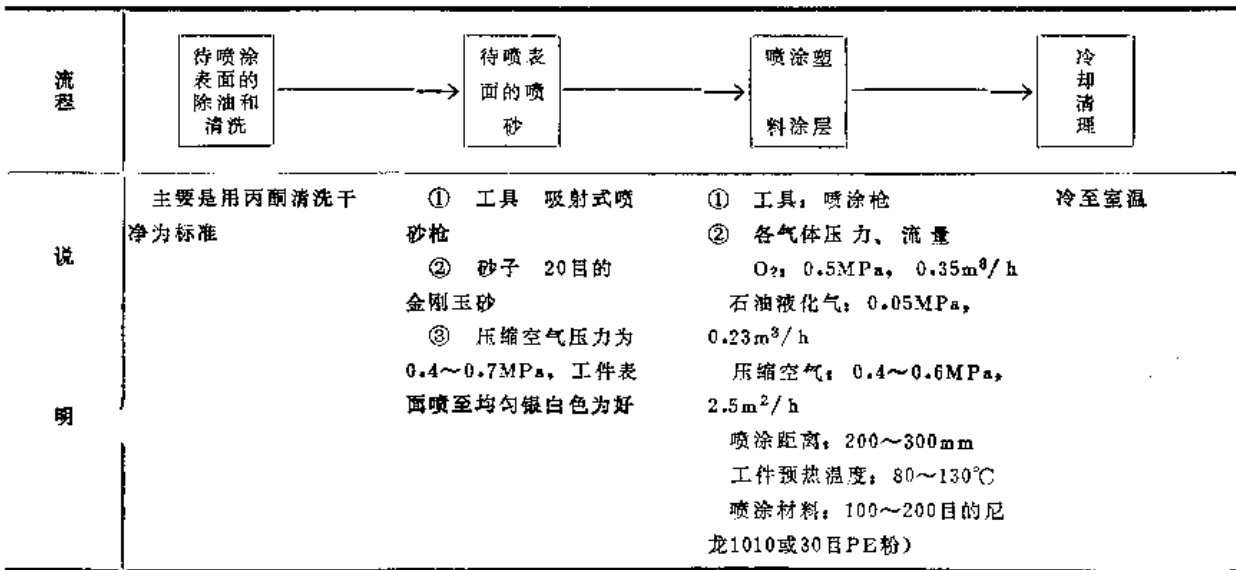 流程
待喷涂
表面的
除油和
清洗
待喷表
面的喷
砂
喷涂塑
料涂层
冷
却
清
理
说明
主要是用丙酮清洗干
净为标准
① 工具 吸射式喷
砂枪
② 砂子 20目的
金刚玉砂
③ 压缩空气压力为
0.4～0.7MPa，工件表
面喷至均匀银白色为好
① 工具：喷涂枪
② 各气体压力、流量
O₂：0.5MPa，0.35m³/h
石油液化气：0.05MPa，
0.23m³/h
压缩空气：0.4～0.6MPa，
2.5m²/h
喷涂距离：200～300mm
工件预热温度：80～130℃
喷涂材料：100～200目的尼
龙1010或30目PE粉）
冷至室温